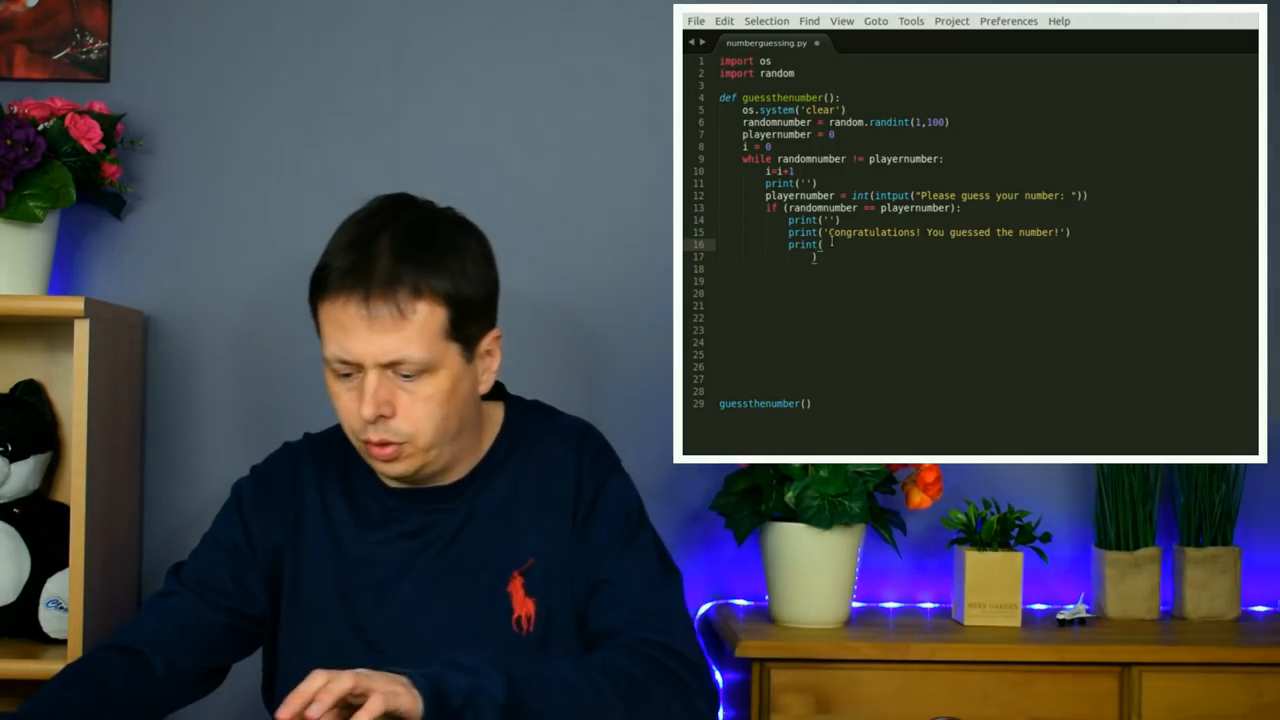 File Edit Selection Find View Goto Tools Project Preferences Help
numberguessing.py
1 import os
2 import random
3
4 def guessthenumber():
5 os.system('clear')
6 randomnumber = random.randint(1,100)
7 playernumber = 0
8 i = 0
9 while randomnumber != playernumber:
10 i=i+1
11 print('')
12 playernumber = int(intput("Please guess your number: "))
13 if (randomnumber == playernumber):
14 print('')
15 print('Congratulations! You guessed the number!')
16 print(
17 )
18
19
20
21
22
23
24
25
26
27
28
29 guessthenumber()